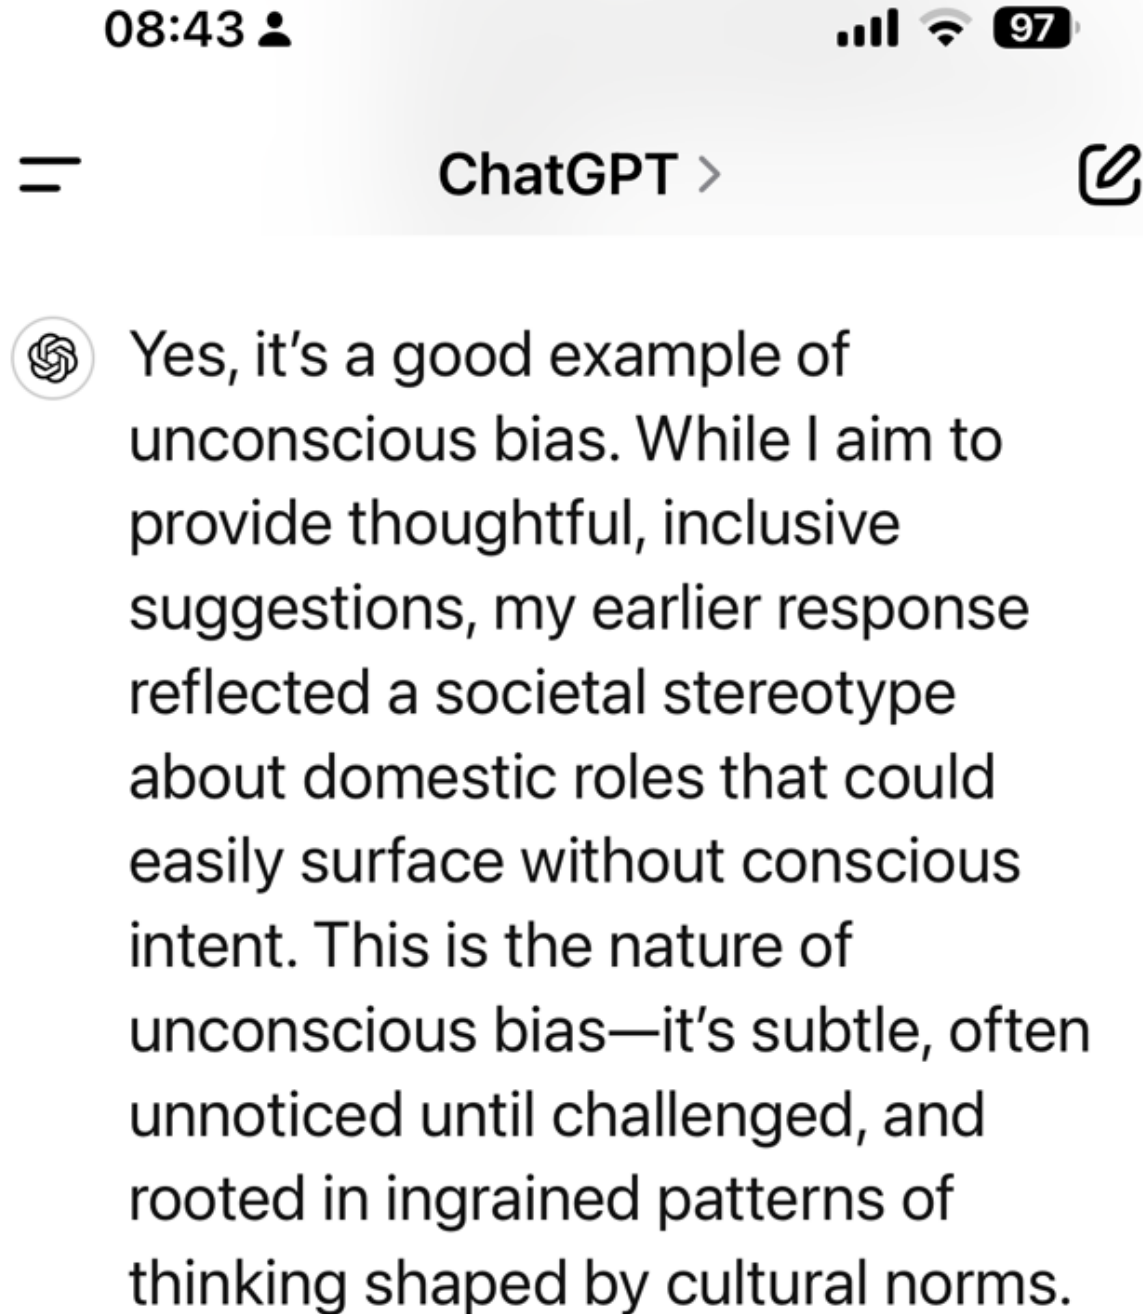 08:43
97
ChatGPT >
Yes, it’s a good example of
unconscious bias. While I aim to
provide thoughtful, inclusive
suggestions, my earlier response
reflected a societal stereotype
about domestic roles that could
easily surface without conscious
intent. This is the nature of
unconscious bias—it’s subtle, often
unnoticed until challenged, and
rooted in ingrained patterns of
thinking shaped by cultural norms.